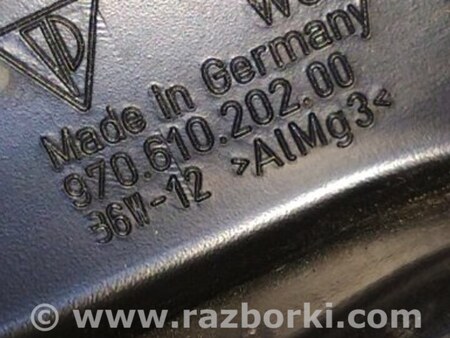 Made in Germany
970.610.202.00
36W-12 >AlMg3<
© www.razborki.com